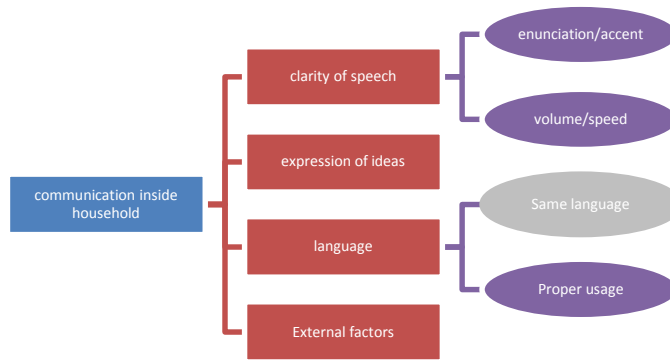 communication inside
household
clarity of speech
enunciation/accent
volume/speed
expression of ideas
language
Same language
Proper usage
External factors